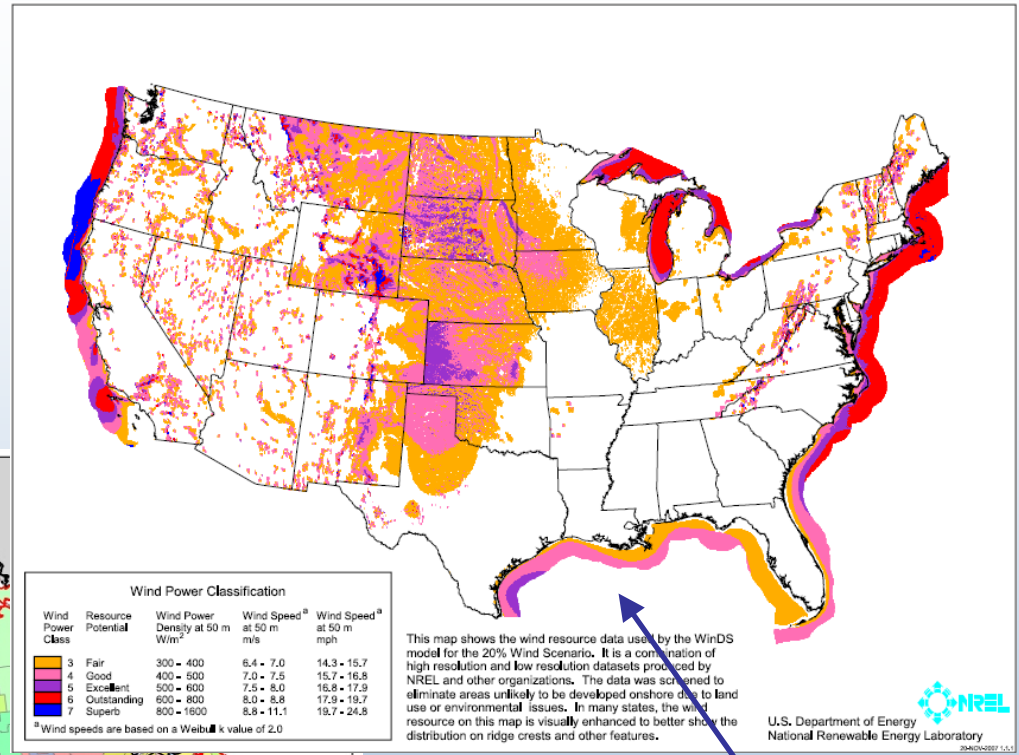 Wind Power Classification
Wind Resource Wind Power Wind Speed a Wind Speed a
Power Potential Density at 50 m at 50 m at 50 m
Class W/m2 m/s mph
3 Fair 300 - 400 6.4 - 7.0 14.3 - 15.7
4 Good 400 - 500 7.0 - 7.5 15.7 - 16.8
5 Excellent 500 - 600 7.5 - 8.0 16.8 - 17.9
6 Outstanding 600 - 800 8.0 - 8.8 17.9 - 19.7
7 Superb 800 - 1600 8.8 - 11.1 19.7 - 24.8
a Wind speeds are based on a Weibull k value of 2.0
This map shows the wind resource data used by the WinDS
model for the 20% Wind Scenario. It is a combination of
high resolution and low resolution datasets produced by
NREL and other organizations. The data was screened to
eliminate areas unlikely to be developed onshore due to land
use or environmental issues. In many states, the wind
resource on this map is visually enhanced to better show the
distribution on ridge crests and other features.
NREL
U.S. Department of Energy
National Renewable Energy Laboratory
20-NOV-2007 1.1.1